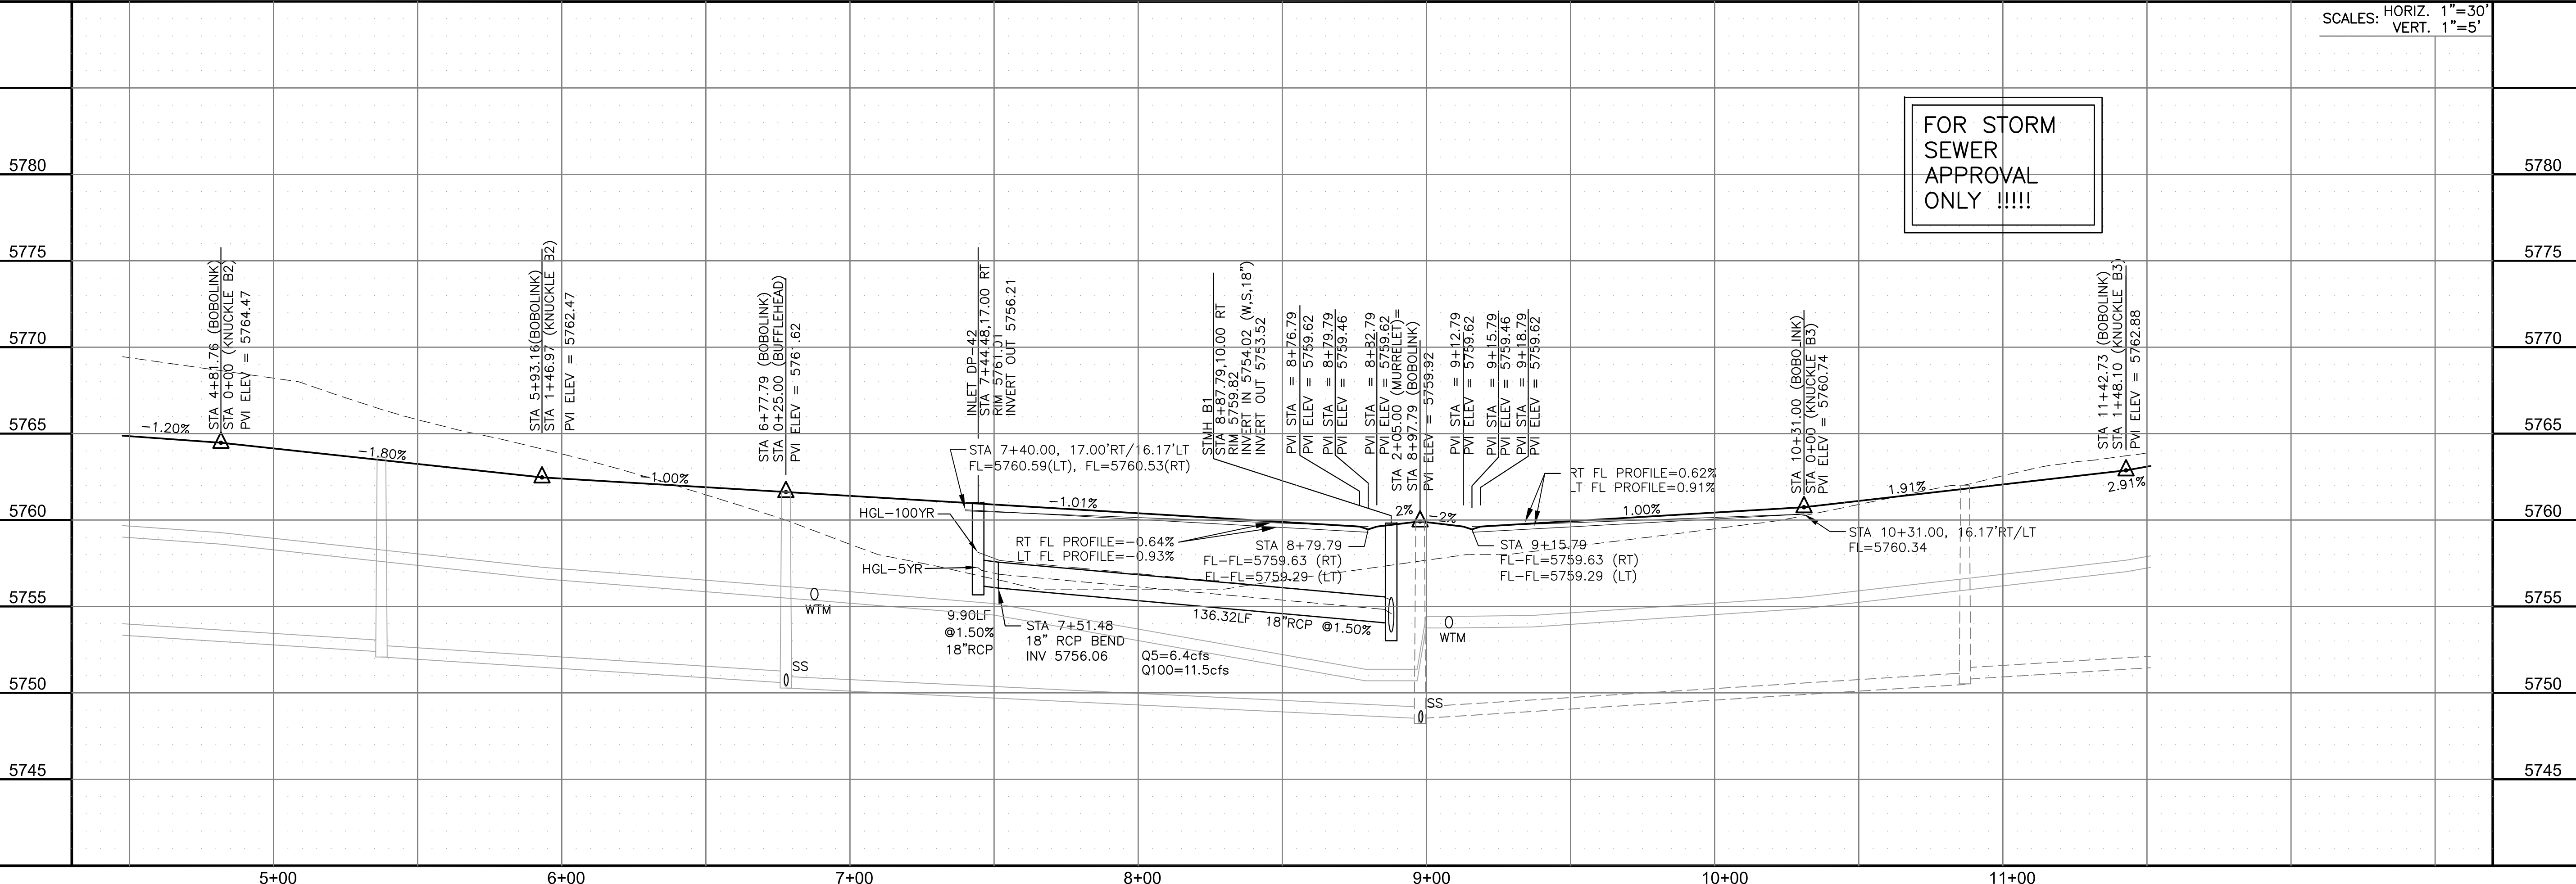 SCALES: HORIZ. 1"=30'
VERT. 1"=5'
FOR STORM
SEWER
APPROVAL
ONLY !!!!!
5780
5775
5770
5765
5760
5755
5750
5745
5780
5775
5770
5765
5760
5755
5750
5745
STA 4+81.76 (BOBOLINK)
STA 0+00 (KNUCKLE B2)
PVI ELEV = 5764.47
STA 5+93.16(BOBOLINK)
STA 1+46.97 (KNUCKLE B2)
PVI ELEV = 5762.47
STA 6+77.79 (BOBOLINK)
STA 0+25.00 (BUFFLEHEAD)
PVI ELEV = 5761.62
INLET DP-42
STA 7+44.48,17.00 RT
RIM 5761.01
INVERT OUT 5756.21
STMH B1
STA 8+87.79,10.00 RT
RIM 5759.82
INVERT IN 5754.02 (W,S,18")
INVERT OUT 5753.52
PVI STA = 8+76.79
PVI ELEV = 5759.62
PVI STA = 8+79.79
PVI ELEV = 5759.46
PVI STA = 8+82.79
PVI ELEV = 5759.62
STA 2+05.00 (MURRELET)=
STA 8+97.79 (BOBOLINK)
PVI ELEV = 5759.92
PVI STA = 9+12.79
PVI ELEV = 5759.62
PVI STA = 9+15.79
PVI ELEV = 5759.46
PVI STA = 9+18.79
PVI ELEV = 5759.62
STA 10+31.00 (BOBOLINK)
STA 0+00 (KNUCKLE B3)
PVI ELEV = 5760.74
STA 11+42.73 (BOBOLINK)
STA 1+48.10 (KNUCKLE B3)
PVI ELEV = 5762.88
-1.20%
-1.80%
-1.00%
-1.01%
2%
-2%
1.00%
1.91%
2.91%
STA 7+40.00, 17.00'RT/16.17'LT
FL=5760.59(LT), FL=5760.53(RT)
HGL-100YR
HGL-5YR
RT FL PROFILE=-0.64%
LT FL PROFILE=-0.93%
STA 8+79.79
FL-FL=5759.63 (RT)
FL-FL=5759.29 (LT)
RT FL PROFILE=0.62%
LT FL PROFILE=0.91%
STA 9+15.79
FL-FL=5759.63 (RT)
FL-FL=5759.29 (LT)
STA 10+31.00, 16.17'RT/LT
FL=5760.34
WTM
9.90LF
@1.50%
18"RCP
STA 7+51.48
18" RCP BEND
INV 5756.06
136.32LF 18"RCP @1.50%
Q5=6.4cfs
Q100=11.5cfs
WTM
SS
SS
5+00
6+00
7+00
8+00
9+00
10+00
11+00